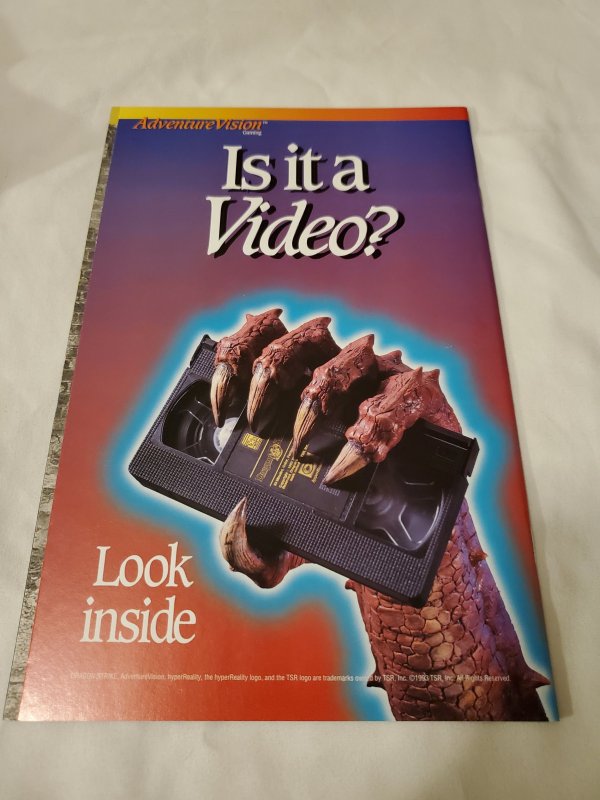 AdventureVision™
Gaming
Is it a
Video?
Look
inside
DRAGON STRIKE, AdventureVision, hyperReality, the hyperReality logo, and the TSR logo are trademarks owned by TSR, Inc. ©1993 TSR, Inc. All Rights Reserved.